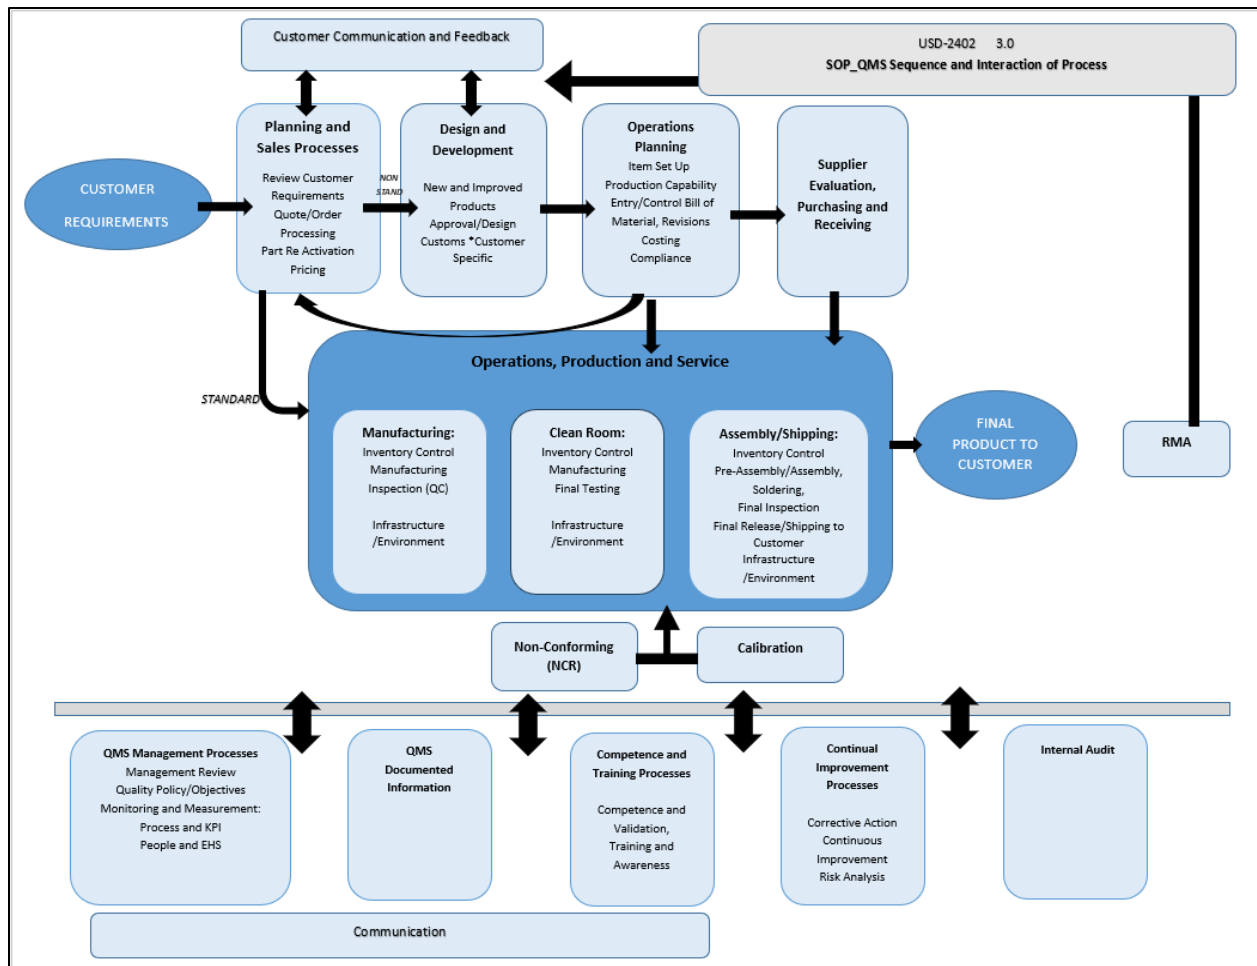 Customer Communication and Feedback
USD-2402 3.0
SOP_QMS Sequence and Interaction of Process
CUSTOMER
REQUIREMENTS
Planning and
Sales Processes
Review Customer
Requirements
Quote/Order
Processing
Part Re Activation
Pricing
NON
STAND
Design and
Development
New and Improved
Products
Approval/Design
Customs *Customer
Specific
Operations
Planning
Item Set Up
Production Capability
Entry/Control Bill of
Material, Revisions
Costing
Compliance
Supplier
Evaluation,
Purchasing and
Receiving
STANDARD
Operations, Production and Service
Manufacturing:
Inventory Control
Manufacturing
Inspection (QC)
Infrastructure
/Environment
Clean Room:
Inventory Control
Manufacturing
Final Testing
Infrastructure
/Environment
Assembly/Shipping:
Inventory Control
Pre-Assembly/Assembly,
Soldering,
Final Inspection
Final Release/Shipping to
Customer
Infrastructure
/Environment
FINAL
PRODUCT TO
CUSTOMER
RMA
Non-Conforming
(NCR)
Calibration
QMS Management Processes
Management Review
Quality Policy/Objectives
Monitoring and Measurement:
Process and KPI
People and EHS
QMS
Documented
Information
Competence and
Training Processes
Competence and
Validation,
Training and
Awareness
Continual
Improvement
Processes
Corrective Action
Continuous
Improvement
Risk Analysis
Internal Audit
Communication